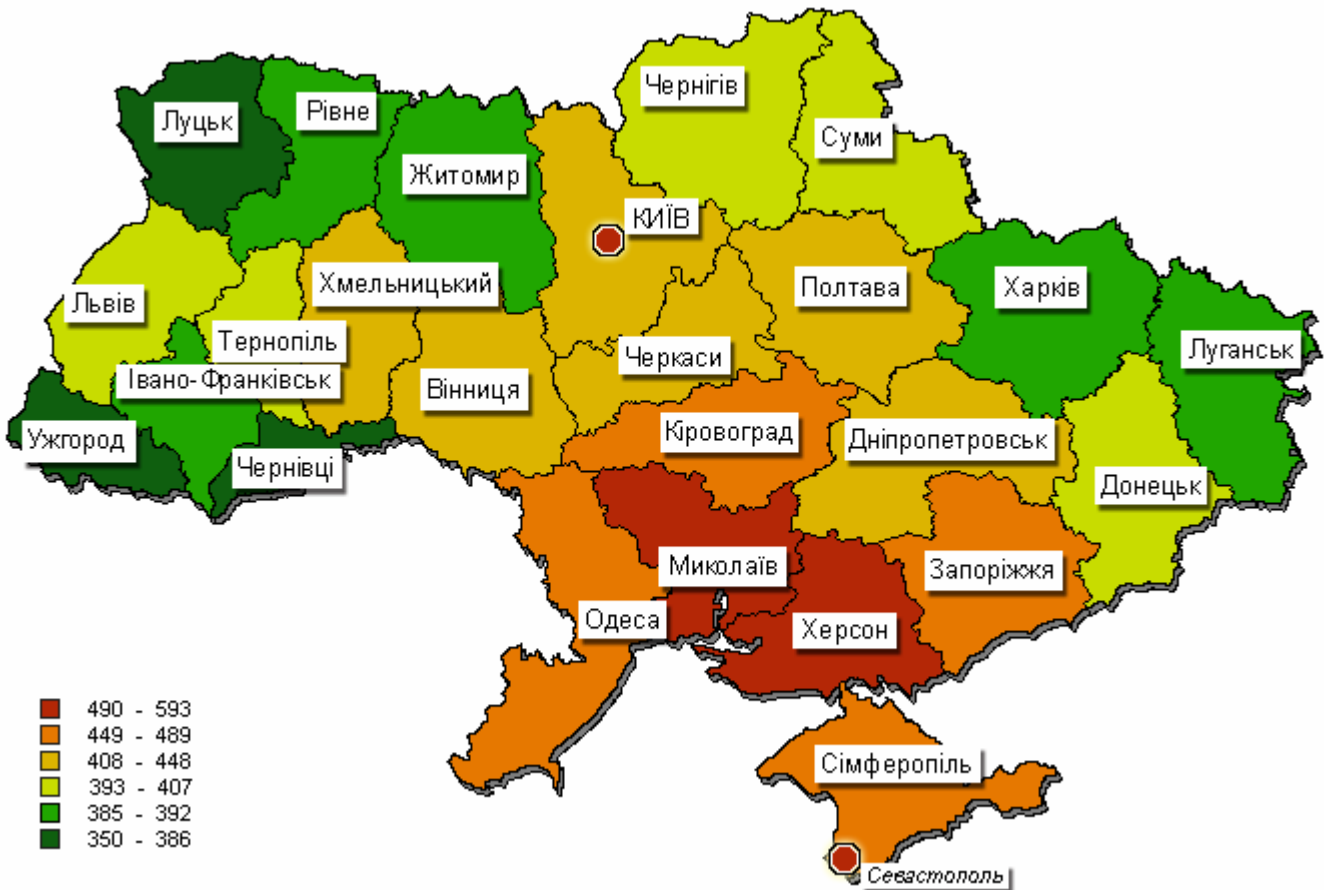 Чернігів
Луцьк
Рівне
Суми
Житомир
КИЇВ
Хмельницький
Полтава
Харків
Львів
Тернопіль
Черкаси
Луганськ
Івано-Франківськ
Вінниця
Ужгород
Чернівці
Кіровоград
Дніпропетровськ
Донецьк
Миколаїв
Запоріжжя
Одеса
Херсон
490 - 593
449 - 489
408 - 448
393 - 407
385 - 392
350 - 386
Сімферопіль
Севастополь